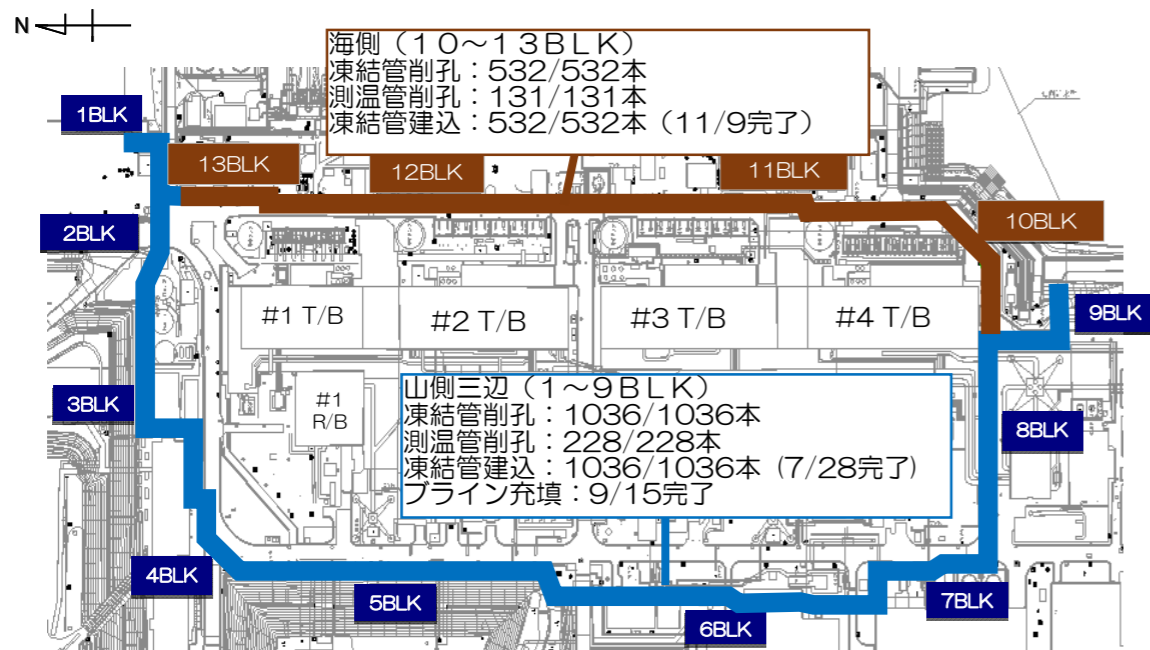 N
海側（１０～１３ＢＬＫ）
凍結管削孔：532/532本
測温管削孔：131/131本
凍結管建込：532/532本（11/9完了）
1BLK
13BLK
12BLK
11BLK
10BLK
2BLK
9BLK
#1 T/B
#2 T/B
#3 T/B
#4 T/B
3BLK
#1
R/B
山側三辺（１～９ＢＬＫ）
凍結管削孔：1036/1036本
測温管削孔：228/228本
凍結管建込：1036/1036本（7/28完了）
ブライン充填：9/15完了
8BLK
4BLK
5BLK
6BLK
7BLK